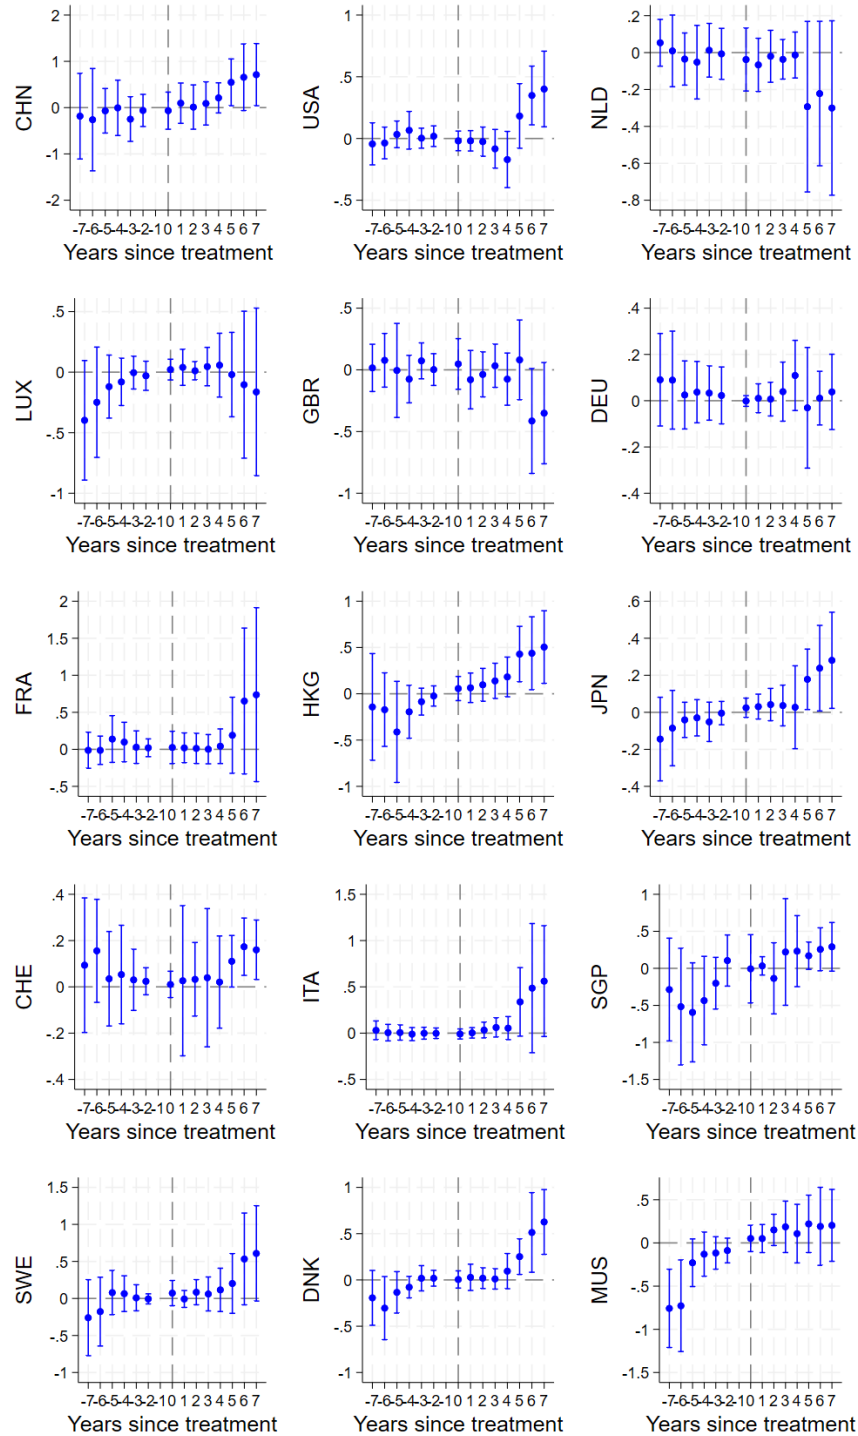 2
1
0
-1
-2
CHN
-7-6-5-4-3-2-10 1 2 3 4 5 6 7
Years since treatment
1
.5
0
-.5
USA
-7-6-5-4-3-2-10 1 2 3 4 5 6 7
Years since treatment
.2
0
-.2
-.4
-.6
-.8
NLD
-7-6-5-4-3-2-10 1 2 3 4 5 6 7
Years since treatment
.5
0
-.5
-1
LUX
-7-6-5-4-3-2-10 1 2 3 4 5 6 7
Years since treatment
.5
0
-.5
-1
GBR
-7-6-5-4-3-2-10 1 2 3 4 5 6 7
Years since treatment
.4
.2
0
-.2
-.4
DEU
-7-6-5-4-3-2-10 1 2 3 4 5 6 7
Years since treatment
2
1.5
1
.5
0
-.5
FRA
-7-6-5-4-3-2-10 1 2 3 4 5 6 7
Years since treatment
1
.5
0
-.5
-1
HKG
-7-6-5-4-3-2-10 1 2 3 4 5 6 7
Years since treatment
.6
.4
.2
0
-.2
-.4
JPN
-7-6-5-4-3-2-10 1 2 3 4 5 6 7
Years since treatment
.4
.2
0
-.2
-.4
CHE
-7-6-5-4-3-2-10 1 2 3 4 5 6 7
Years since treatment
1.5
1
.5
0
-.5
ITA
-7-6-5-4-3-2-10 1 2 3 4 5 6 7
Years since treatment
1
.5
0
-.5
-1
-1.5
SGP
-7-6-5-4-3-2-10 1 2 3 4 5 6 7
Years since treatment
1.5
1
.5
0
-.5
-1
SWE
-7-6-5-4-3-2-10 1 2 3 4 5 6 7
Years since treatment
1
.5
0
-.5
-1
DNK
-7-6-5-4-3-2-10 1 2 3 4 5 6 7
Years since treatment
.5
0
-.5
-1
-1.5
MUS
-7-6-5-4-3-2-10 1 2 3 4 5 6 7
Years since treatment